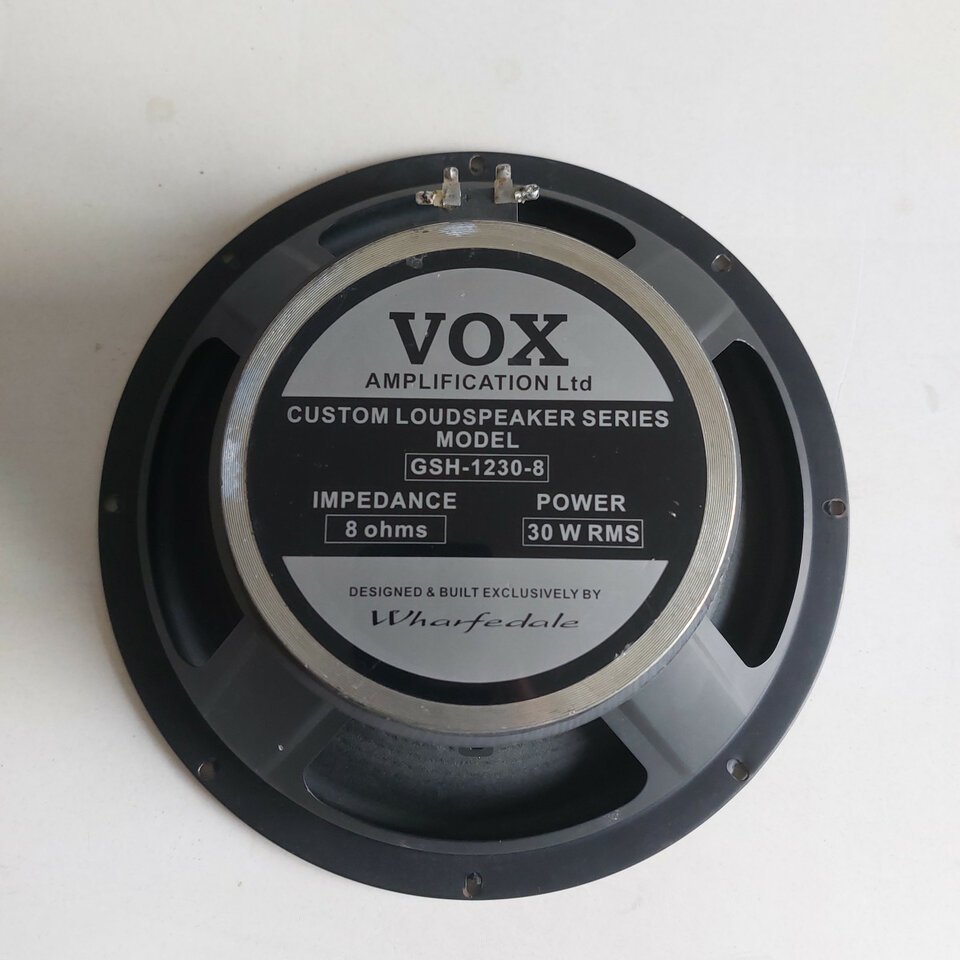 VOX
AMPLIFICATION Ltd
CUSTOM LOUDSPEAKER SERIES
MODEL
GSH-1230-8
IMPEDANCE POWER
8 ohms 30 W RMS
DESIGNED & BUILT EXCLUSIVELY BY
Wharfedale